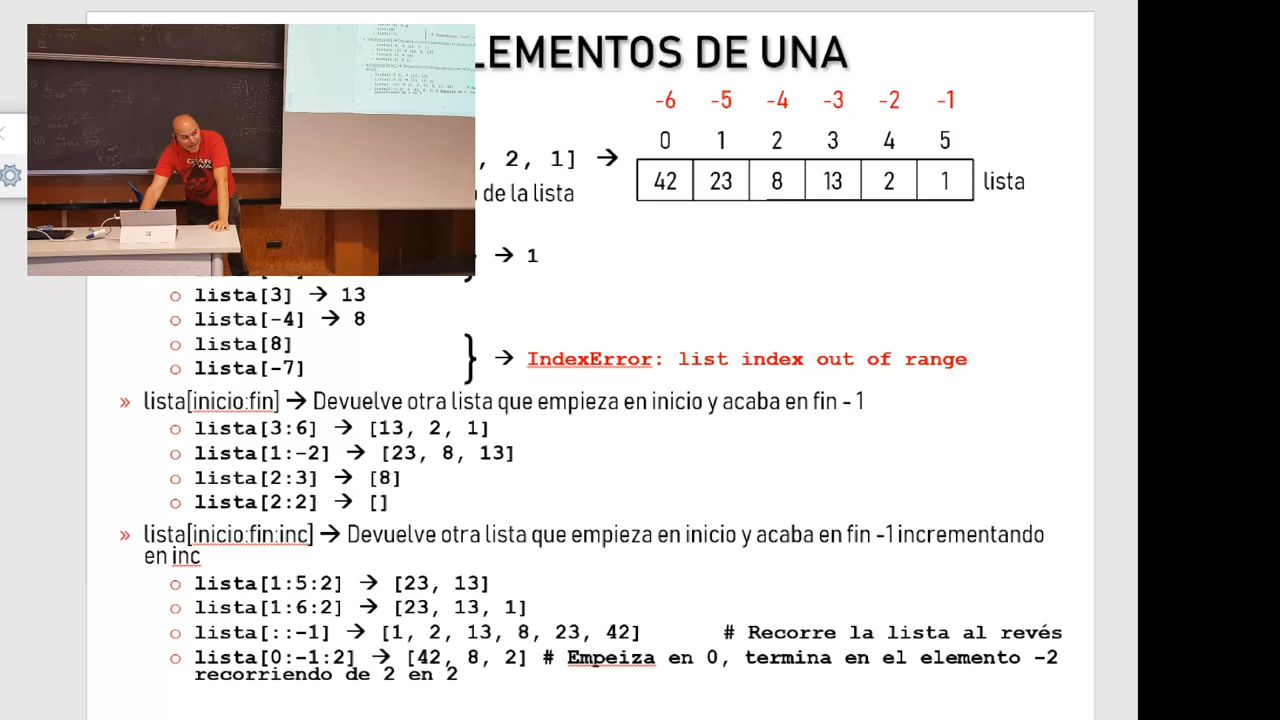 LEMENTOS DE UNA
-6 -5 -4 -3 -2 -1
0 1 2 3 4 5
, 2, 1] → 42 23 8 13 2 1 lista
de la lista
} → 1
○ lista[3] → 13
○ lista[-4] → 8
○ lista[8]
○ lista[-7]
} → IndexError: list index out of range
» lista[inicio:fin] → Devuelve otra lista que empieza en inicio y acaba en fin - 1
○ lista[3:6] → [13, 2, 1]
○ lista[1:-2] → [23, 8, 13]
○ lista[2:3] → [8]
○ lista[2:2] → []
» lista[inicio:fin:inc] → Devuelve otra lista que empieza en inicio y acaba en fin -1 incrementando
en inc
○ lista[1:5:2] → [23, 13]
○ lista[1:6:2] → [23, 13, 1]
○ lista[::-1] → [1, 2, 13, 8, 23, 42] # Recorre la lista al revés
○ lista[0:-1:2] → [42, 8, 2] # Empeiza en 0, termina en el elemento -2
recorriendo de 2 en 2